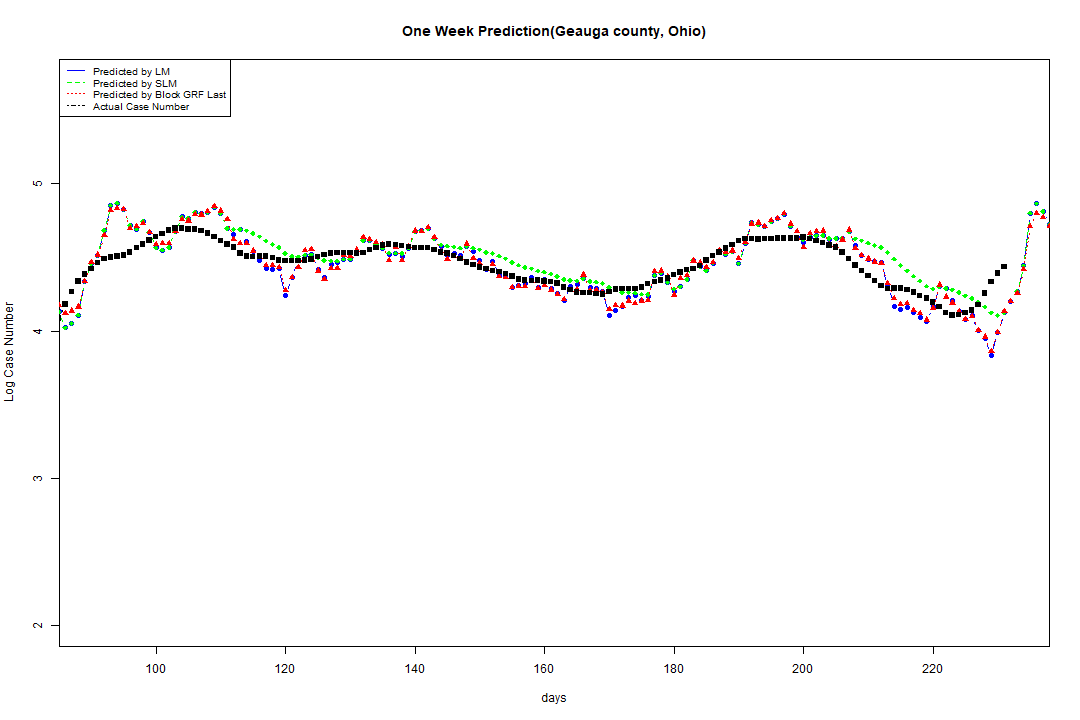 One Week Prediction(Geauga county, Ohio)
Predicted by LM
Predicted by SLM
Predicted by Block GRF Last
Actual Case Number
5
4
3
2
Log Case Number
100 120 140 160 180 200 220
days